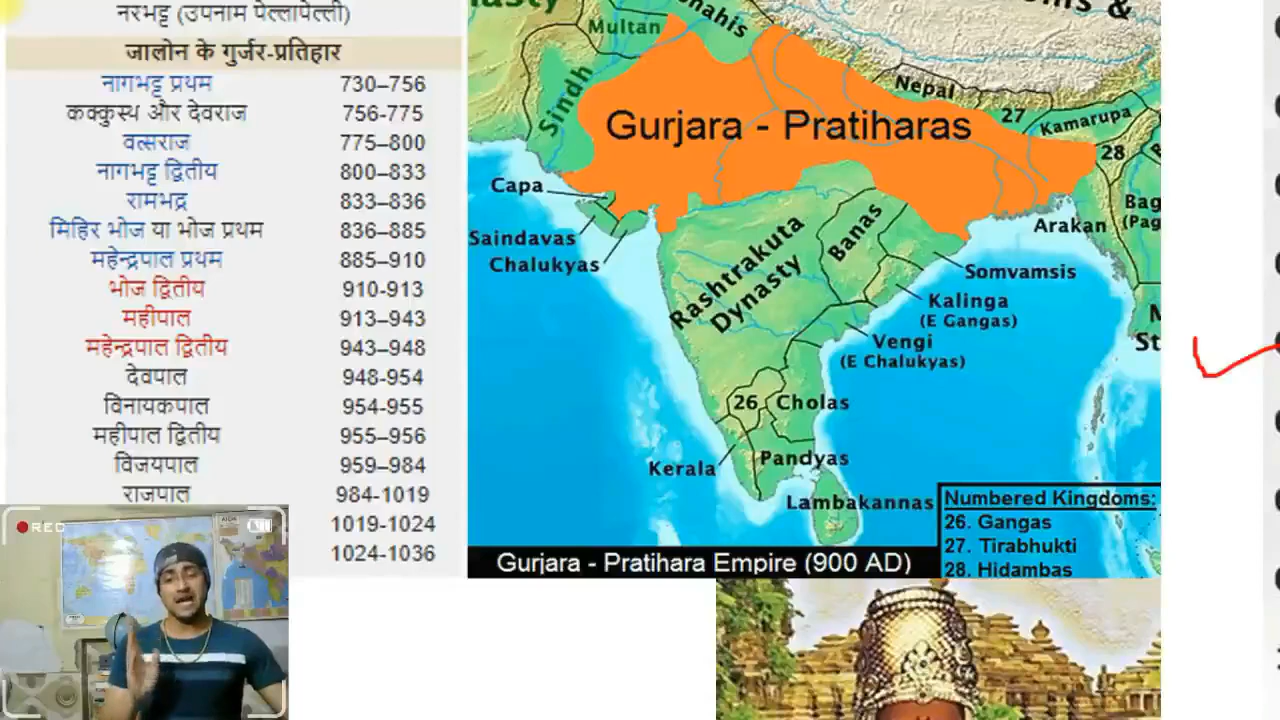 नरभट्ट (उपनाम पेल्लापेल्ली)
जालोन के गुर्जर-प्रतिहार
नागभट्ट प्रथम 730–756
कक्कुस्थ और देवराज 756-775
वत्सराज 775–800
नागभट्ट द्वितीय 800–833
रामभद्र 833–836
मिहिर भोज या भोज प्रथम 836–885
महेन्द्रपाल प्रथम 885–910
भोज द्वितीय 910-913
महीपाल 913–943
महेन्द्रपाल द्वितीय 943–948
देवपाल 948-954
विनायकपाल 954-955
महीपाल द्वितीय 955–956
विजयपाल 959–984
राजपाल 984-1019
1019-1024
1024-1036
REC
Multan
Sindh
Nepal
27
Kamarupa
28
Gurjara - Pratiharas
Capa
Saindavas
Chalukyas
Rashtrakuta
Dynasty
Banas
Arakan
Bag
(Pag
Somvamsis
Kalinga
(E Gangas)
Vengi
(E Chalukyas)
St
26
Cholas
Kerala
Pandyas
Lambakannas
Numbered Kingdoms:
26. Gangas
27. Tirabhukti
28. Hidambas
Gurjara - Pratihara Empire (900 AD)